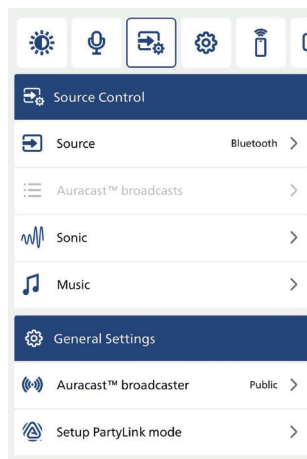 Source Control
Source Bluetooth
Auracast™ broadcasts
Sonic
Music
General Settings
Auracast™ broadcaster Public
Setup PartyLink mode